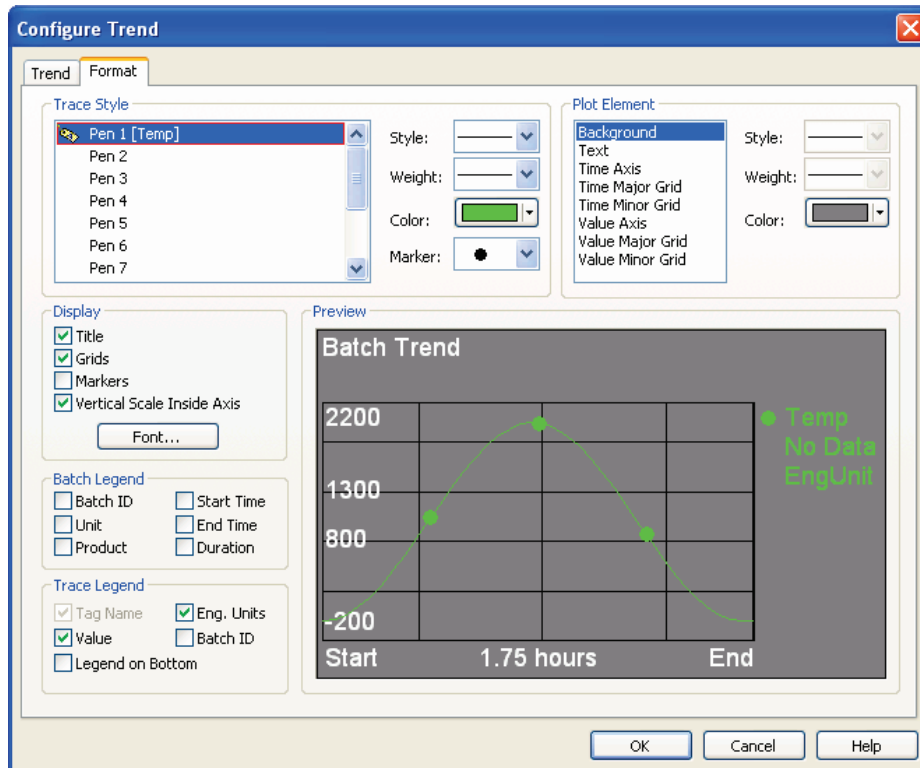 Configure Trend
Trend
Format
Trace Style
Pen 1 [Temp]
Pen 2
Pen 3
Pen 4
Pen 5
Pen 6
Pen 7
Style:
Weight:
Color:
Marker:
Plot Element
Background
Text
Time Axis
Time Major Grid
Time Minor Grid
Value Axis
Value Major Grid
Value Minor Grid
Style:
Weight:
Color:
Display
Title
Grids
Markers
Vertical Scale Inside Axis
Font...
Batch Legend
Batch ID
Start Time
Unit
End Time
Product
Duration
Trace Legend
Tag Name
Eng. Units
Value
Batch ID
Legend on Bottom
Preview
Batch Trend
2200
1300
800
-200
Start
1.75 hours
End
Temp
No Data
EngUnit
OK
Cancel
Help